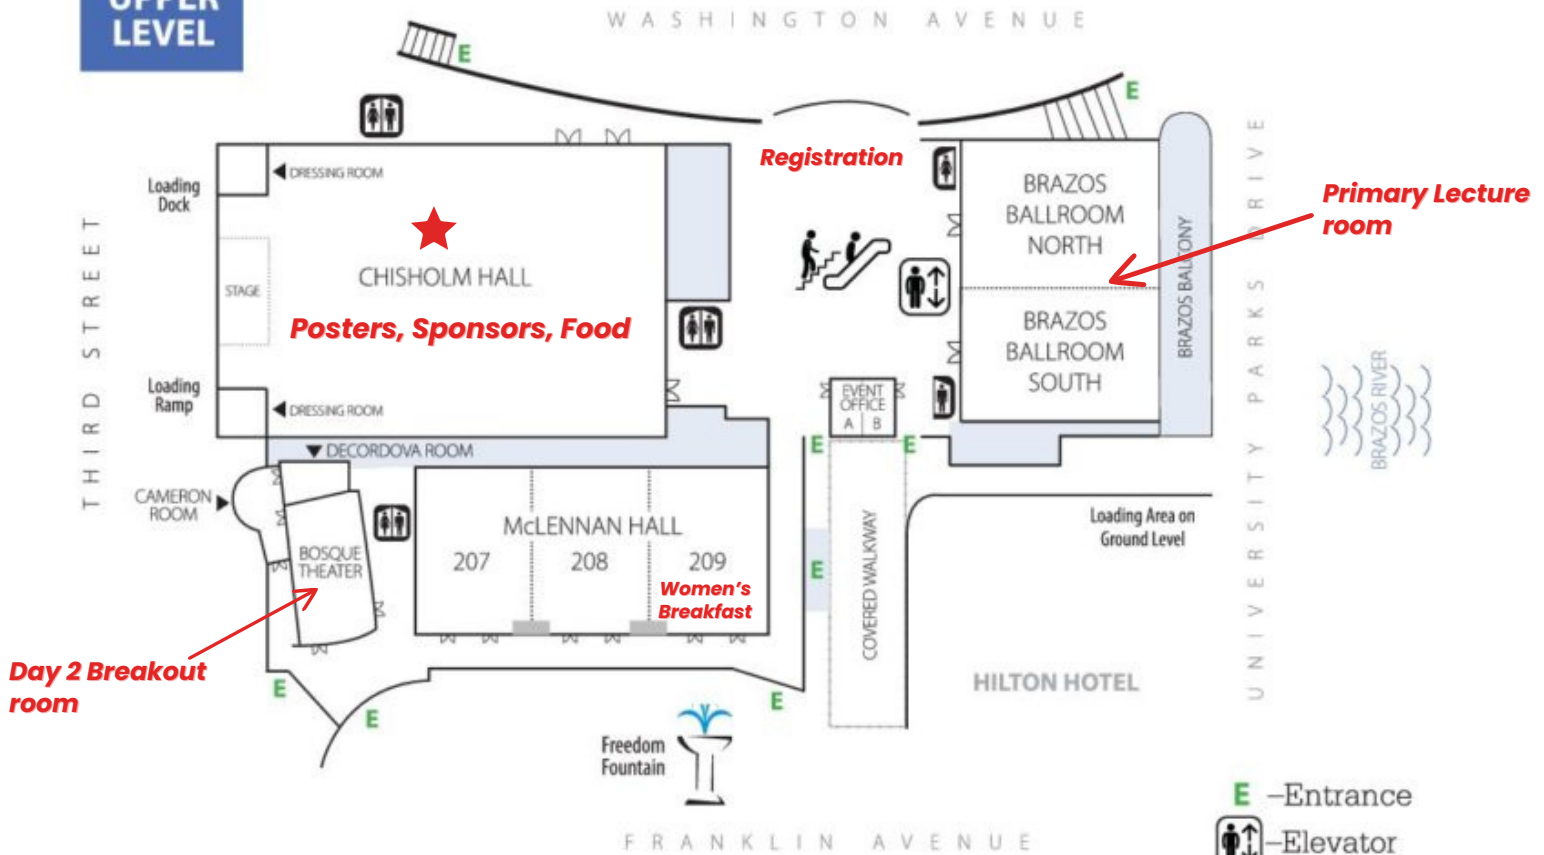 UPPER
LEVEL
WASHINGTON AVENUE
E
E
Registration
DRESSING ROOM
Loading
Dock
BRAZOS
BALLROOM
NORTH
Primary Lecture
room
THIRD STREET
STAGE
CHISHOLM HALL
Posters, Sponsors, Food
BRAZOS BALCONY
UNIVERSITY PARKS DRIVE
BRAZOS
BALLROOM
SOUTH
BRAZOS RIVER
Loading
Ramp
DRESSING ROOM
EVENT
OFFICE
A B
E
E
DECORDOVA ROOM
CAMERON
ROOM
BOSQUE
THEATER
McLENNAN HALL
207 208 209
Women's
Breakfast
E
COVERED WALKWAY
Loading Area on
Ground Level
Day 2 Breakout
room
E
E
E
HILTON HOTEL
Freedom
Fountain
FRANKLIN AVENUE
E –Entrance
–Elevator